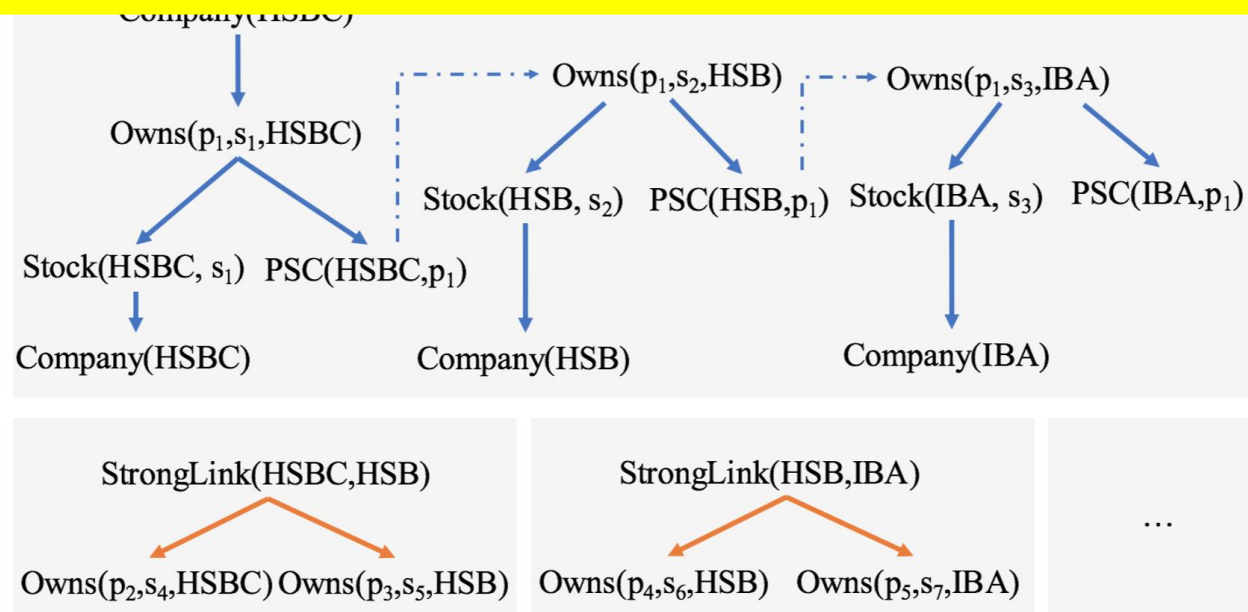 Company(HSBC)
Owns(p₁,s₂,HSB)
Owns(p₁,s₃,IBA)
Owns(p₁,s₁,HSBC)
Stock(HSB, s₂)
PSC(HSB,p₁)
Stock(IBA, s₃)
PSC(IBA,p₁)
Stock(HSBC, s₁)
PSC(HSBC,p₁)
Company(HSBC)
Company(HSB)
Company(IBA)
StrongLink(HSBC,HSB)
Owns(p₂,s₄,HSBC)
Owns(p₃,s₅,HSB)
StrongLink(HSB,IBA)
Owns(p₄,s₆,HSB)
Owns(p₅,s₇,IBA)
…